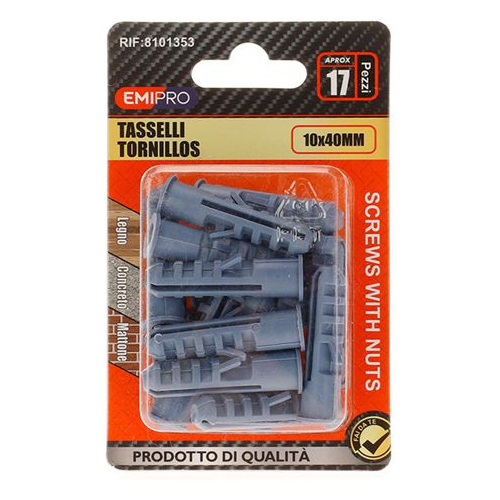 RIF:8101353
EMIPRO
APROX
17
Pezzi
TASSELLI
TORNILLOS
10x40MM
Legno
Concreto
Mattone
SCREWS WITH NUTS
FAI DA TE
PRODOTTO DI QUALITÀ